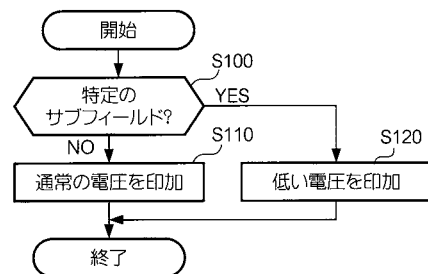 開始
S100
特定の
サブフィールド?
YES
NO
S110
S120
通常の電圧を印加
低い電圧を印加
終了